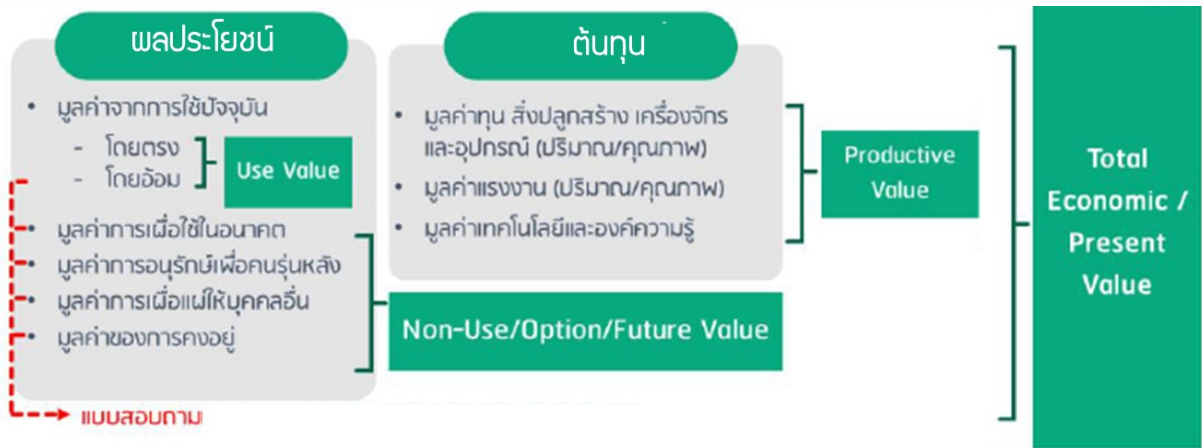 ผลประโยชน์
• มูลค่าจากการใช้ปัจจุบัน
- โดยตรง
- โดยอ้อม
Use Value
• มูลค่าการเผื่อใช้ในอนาคต
• มูลค่าการอนุรักษ์เพื่อคนรุ่นหลัง
• มูลค่าการเผื่อแผ่ให้บุคคลอื่น
• มูลค่าของการคงอยู่
แบบสอบถาม
ต้นทุน
• มูลค่าทุน สิ่งปลูกสร้าง เครื่องจักร
และอุปกรณ์ (ปริมาณ/คุณภาพ)
• มูลค่าแรงงาน (ปริมาณ/คุณภาพ)
• มูลค่าเทคโนโลยีและองค์ความรู้
Productive
Value
Non-Use/Option/Future Value
Total
Economic /
Present
Value